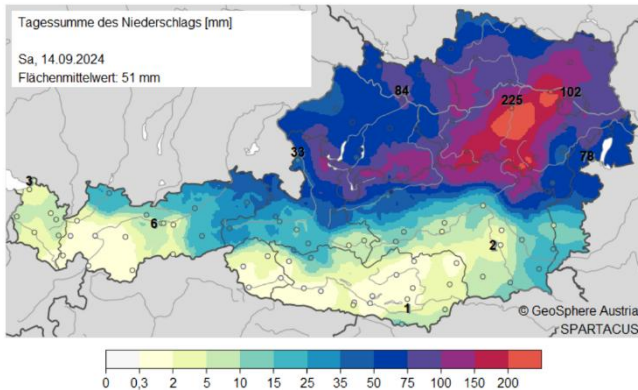 Tagessumme des Niederschlags [mm]
Sa, 14.09.2024
Flächenmittelwert: 51 mm
84
225
102
33
78
3
6
2
1
© GeoSphere Austria
SPARTACUS
0 0,3 2 5 10 15 25 35 50 75 100 150 200